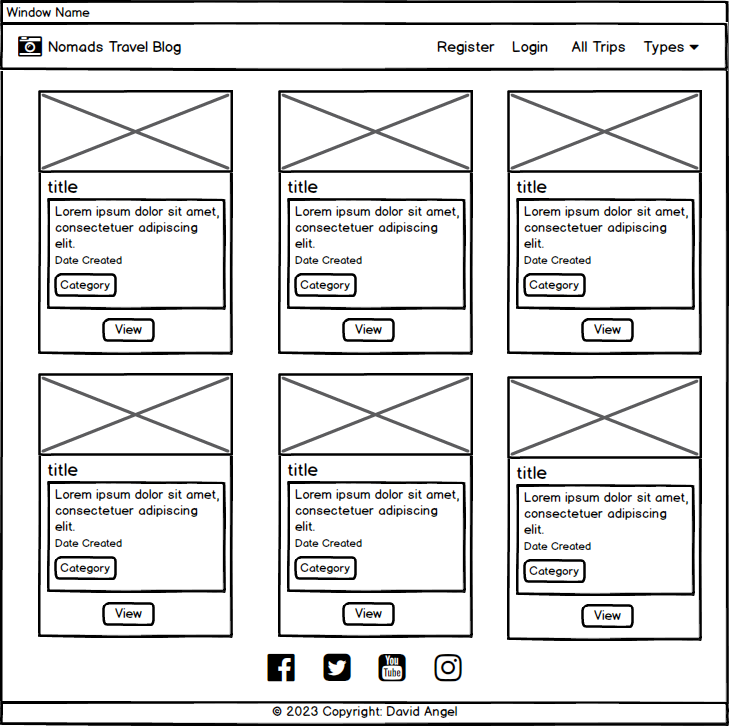 Window Name
Nomads Travel Blog
Register
Login
All Trips
Types
title
Lorem ipsum dolor sit amet,
consectetuer adipiscing
elit.
Date Created
Category
View
title
Lorem ipsum dolor sit amet,
consectetuer adipiscing
elit.
Date Created
Category
View
title
Lorem ipsum dolor sit amet,
consectetuer adipiscing
elit.
Date Created
Category
View
title
Lorem ipsum dolor sit amet,
consectetuer adipiscing
elit.
Date Created
Category
View
title
Lorem ipsum dolor sit amet,
consectetuer adipiscing
elit.
Date Created
Category
View
title
Lorem ipsum dolor sit amet,
consectetuer adipiscing
elit.
Date Created
Category
View
You
Tube
© 2023 Copyright: David Angel